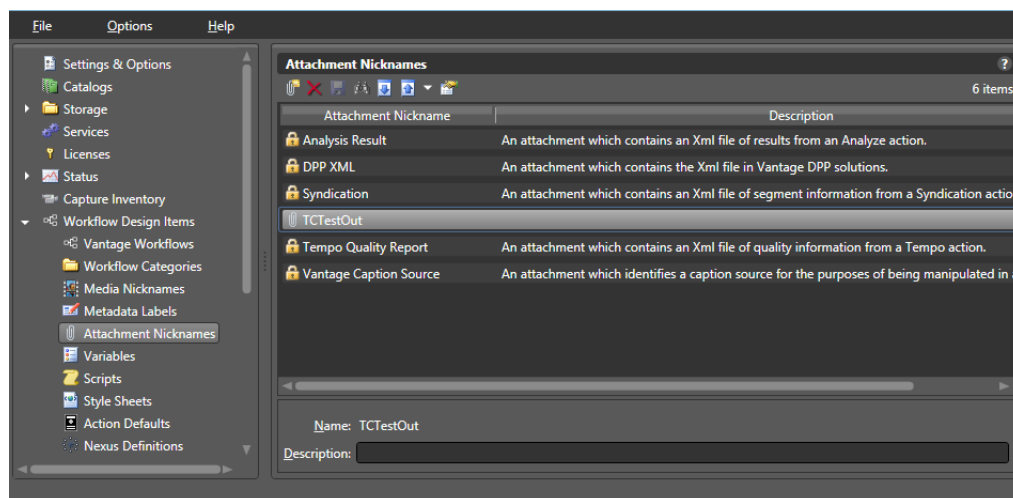 File Options Help
Settings & Options
Catalogs
Storage
Services
Licenses
Status
Capture Inventory
Workflow Design Items
Vantage Workflows
Workflow Categories
Media Nicknames
Metadata Labels
Attachment Nicknames
Variables
Scripts
Style Sheets
Action Defaults
Nexus Definitions
Attachment Nicknames ?
6 items
Attachment Nickname Description
Analysis Result An attachment which contains an Xml file of results from an Analyze action.
DPP XML An attachment which contains the Xml file in Vantage DPP solutions.
Syndication An attachment which contains an Xml file of segment information from a Syndication actio
TCTestOut
Tempo Quality Report An attachment which contains an Xml file of quality information from a Tempo action.
Vantage Caption Source An attachment which identifies a caption source for the purposes of being manipulated in
Name: TCTestOut
Description: